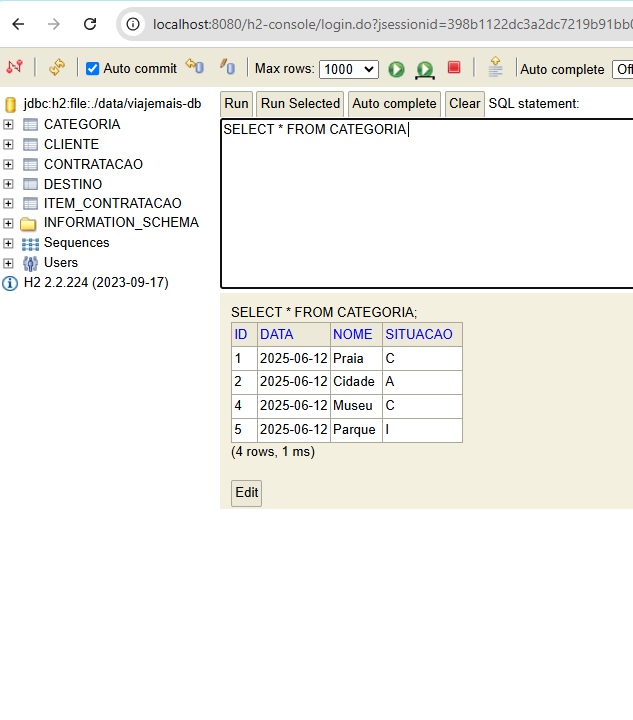 localhost:8080/h2-console/login.do?jsessionid=398b1122dc3a2dc7219b91bb
Auto commit Max rows: 1000 Auto complete Off
jdbc:h2:file:./data/viajemais-db
CATEGORIA
CLIENTE
CONTRATACAO
DESTINO
ITEM_CONTRATACAO
INFORMATION_SCHEMA
Sequences
Users
H2 2.2.224 (2023-09-17)
Run Run Selected Auto complete Clear SQL statement:
SELECT * FROM CATEGORIA
SELECT * FROM CATEGORIA;
ID DATA NOME SITUACAO
1 2025-06-12 Praia C
2 2025-06-12 Cidade A
4 2025-06-12 Museu C
5 2025-06-12 Parque I
(4 rows, 1 ms)
Edit